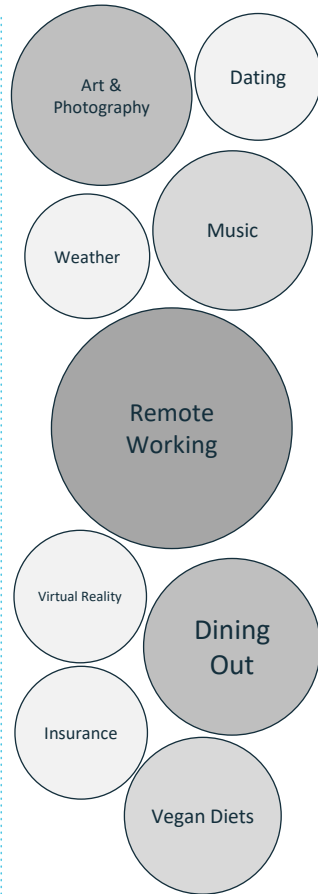 Art &
Photography
Dating
Music
Weather
Remote
Working
Virtual Reality
Dining
Out
Insurance
Vegan Diets